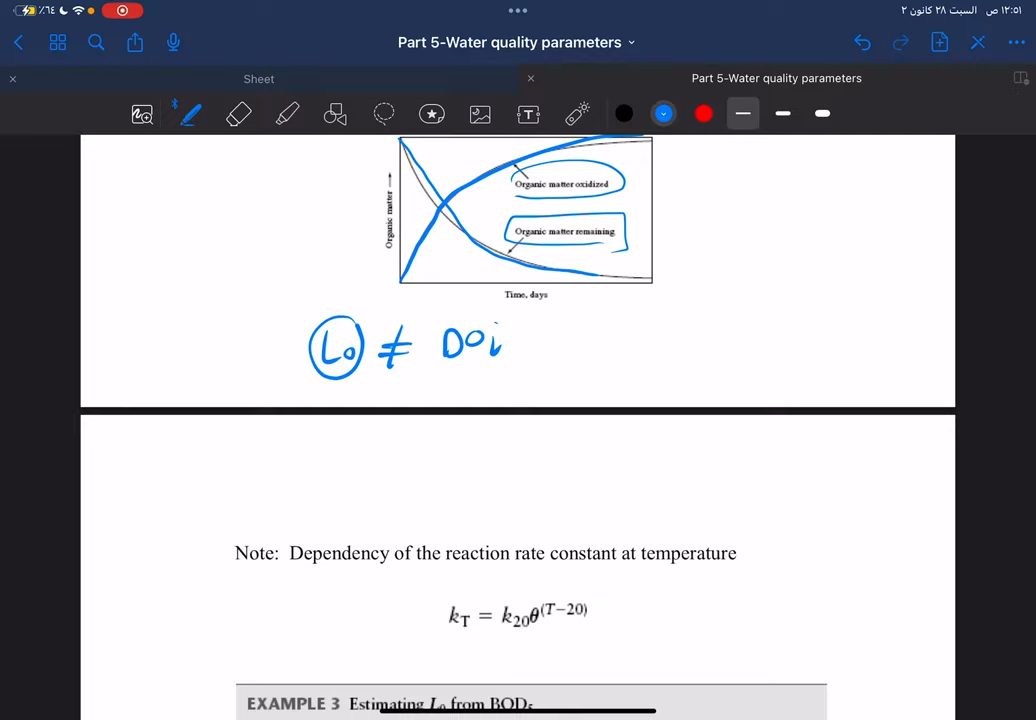 ٪٦٤ ١٢:٥١ ص السبت ٢٨ كانون ٢
Part 5-Water quality parameters
Sheet
Part 5-Water quality parameters
T
Organic matter
Organic matter oxidized
Organic matter remaining
Time, days
L₀ ≠ DOi
Note: Dependency of the reaction rate constant at temperature
k_T = k₂₀θ^(T−20)
EXAMPLE 3 Estimating L₀ from BOD₅